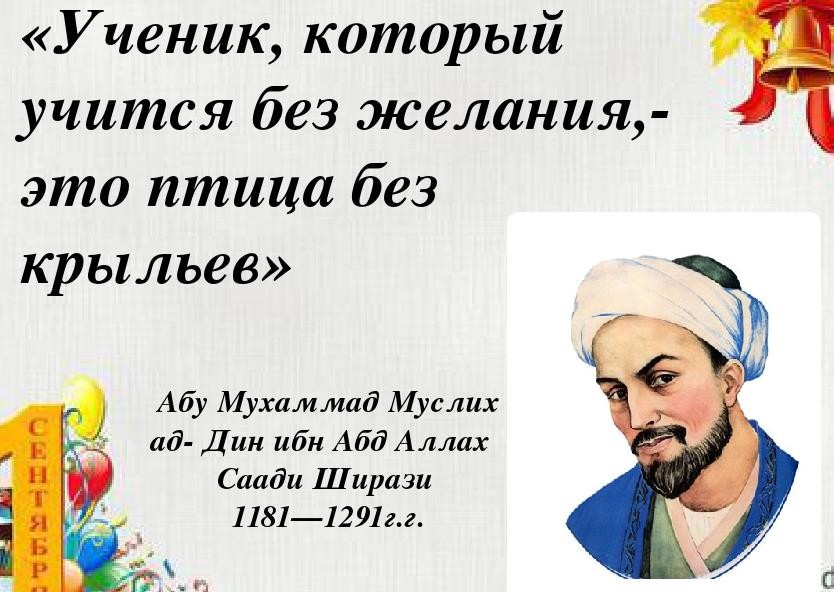 «Ученик, который
учится без желания,-
это птица без
крыльев»
Абу Мухаммад Муслих
ад- Дин ибн Абд Аллах
Саади Ширази
1181—1291г.г.
1
СЕНТЯБРЯ